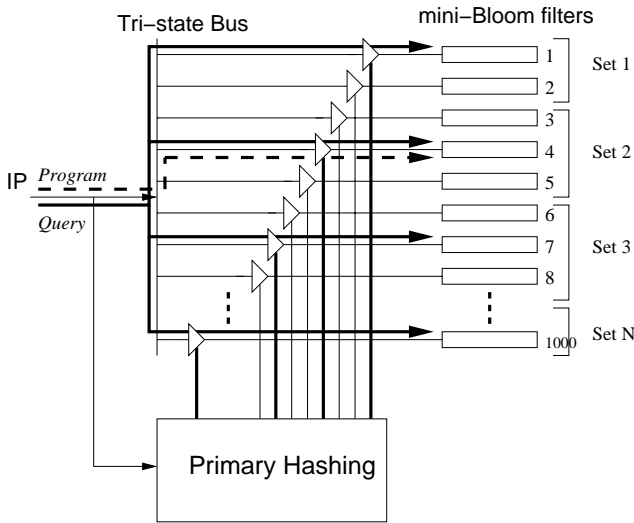 mini−Bloom filters
Tri−state Bus
1
Set 1
2
3
4
Set 2
IP
Program
5
Query
6
7
Set 3
8
1000
Set N
Primary Hashing